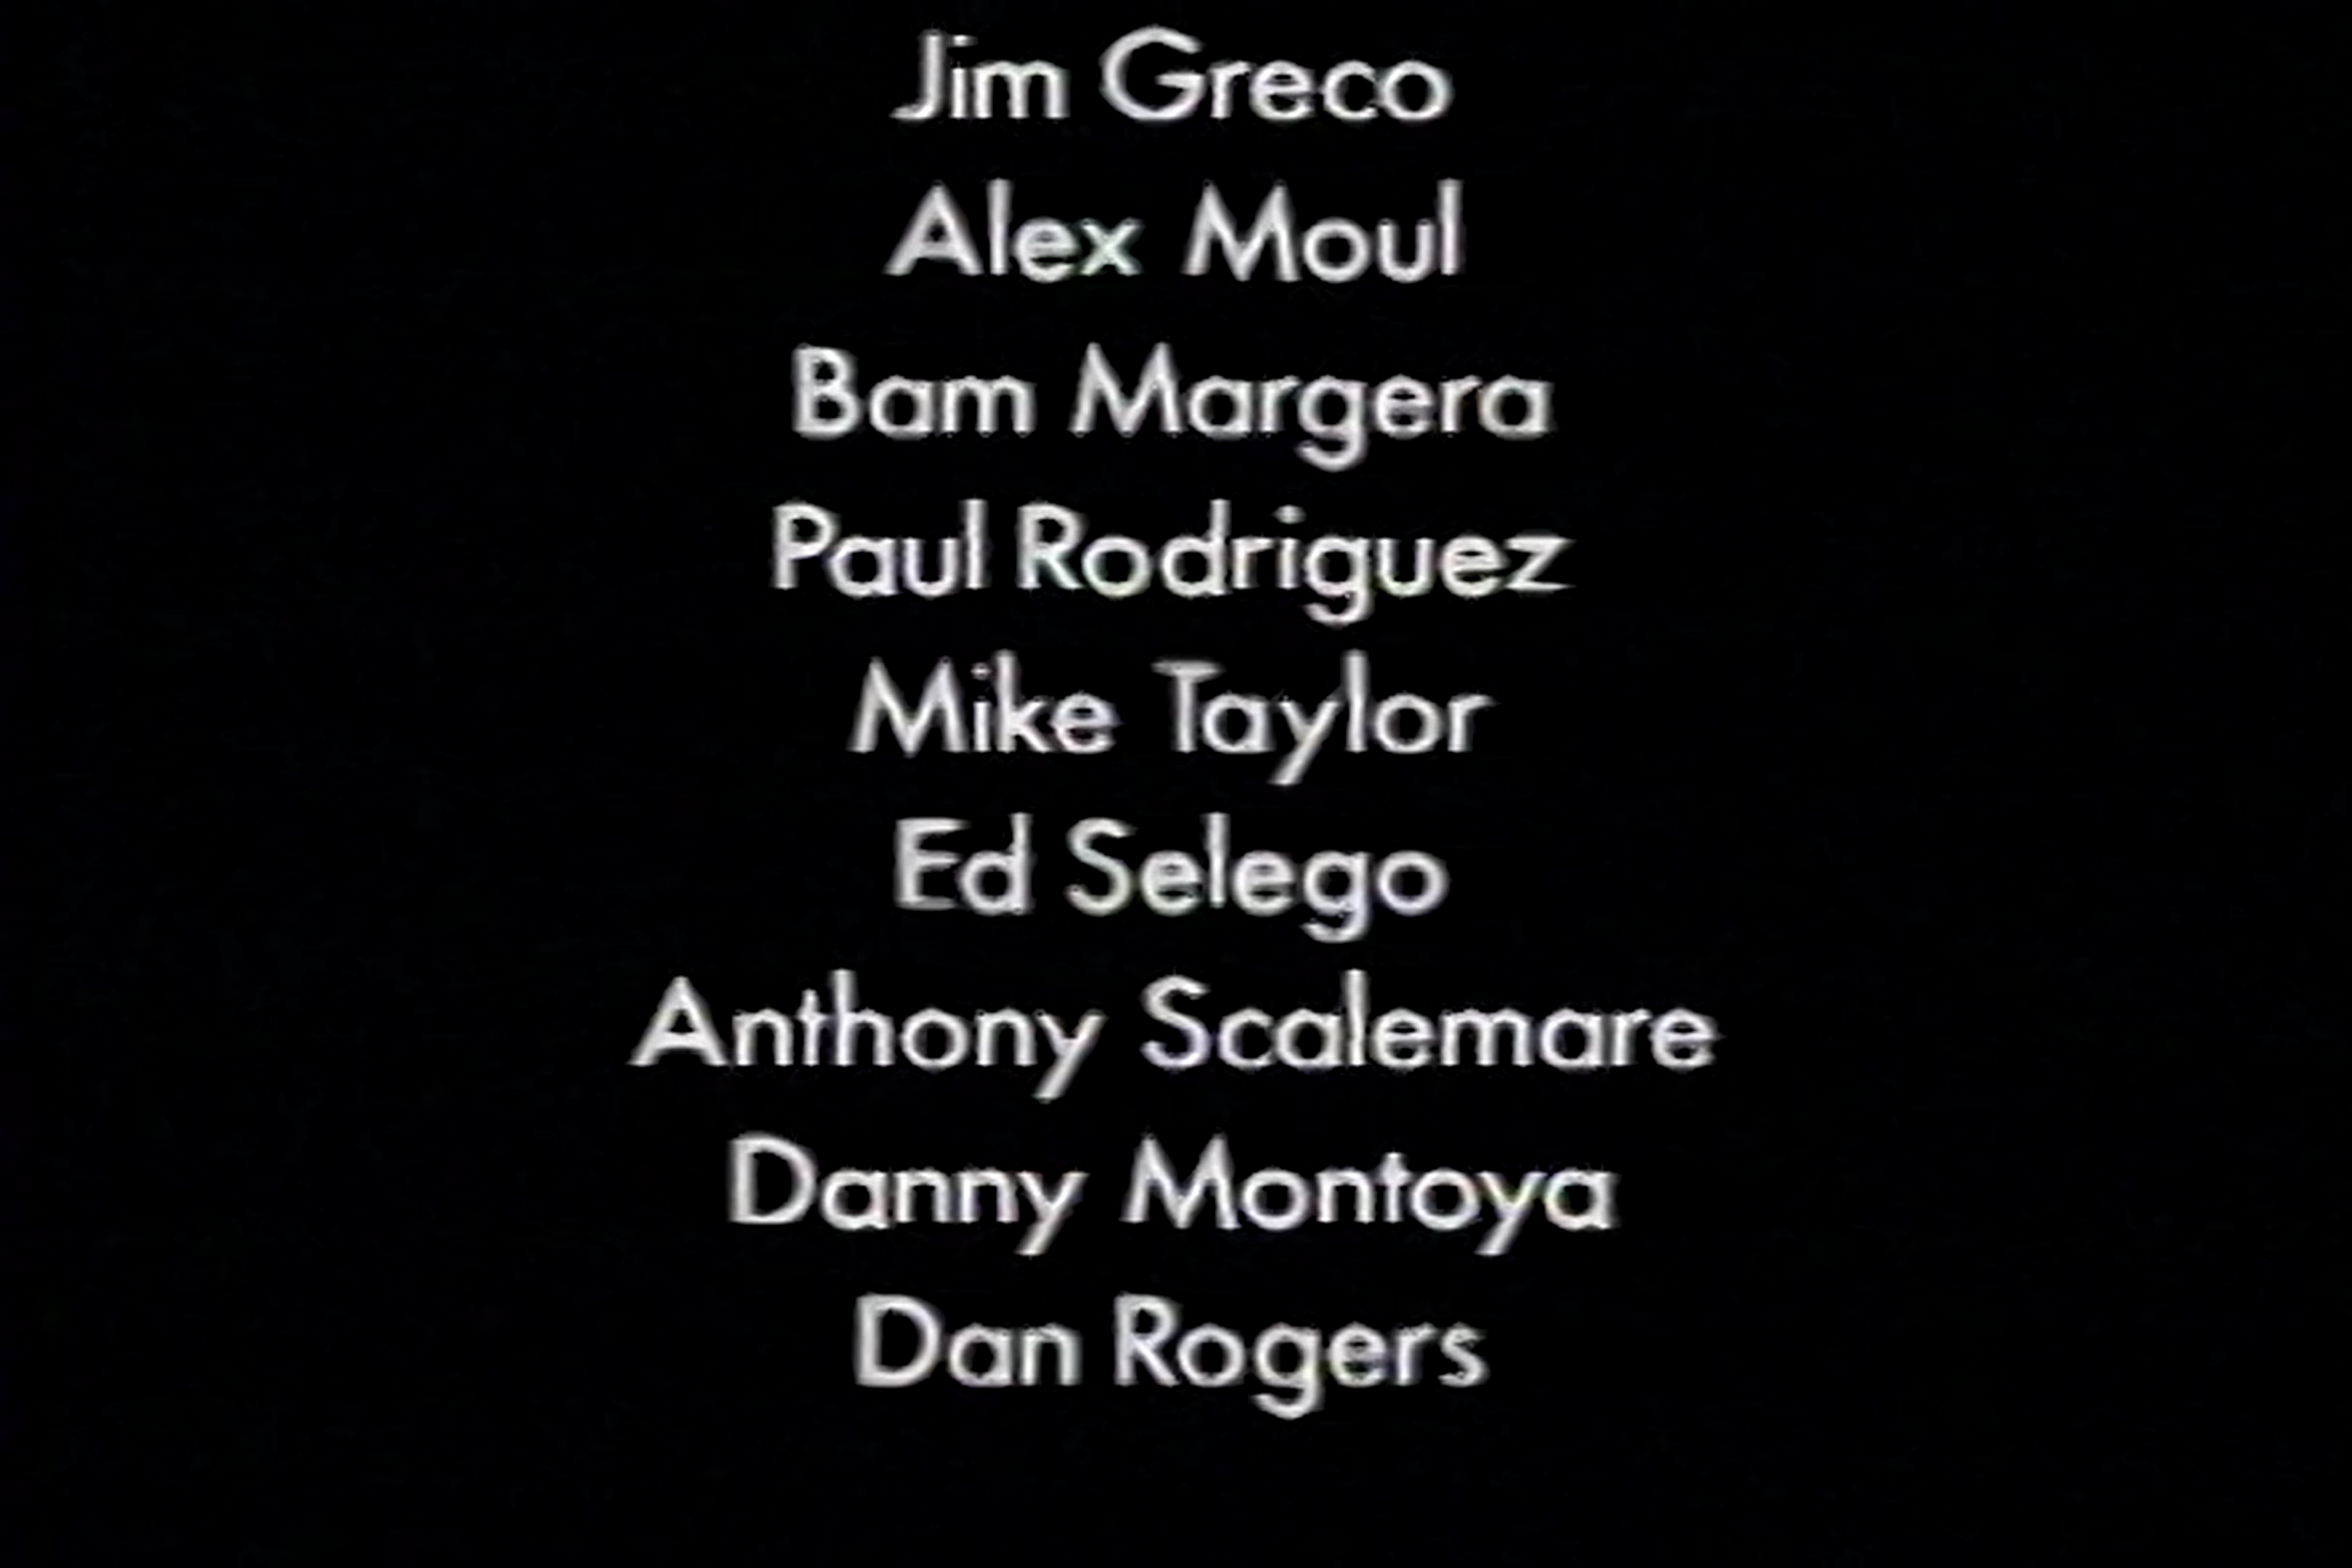 Jim Greco
Alex Moul
Bam Margera
Paul Rodriguez
Mike Taylor
Ed Selego
Anthony Scalemare
Danny Montoya
Dan Rogers